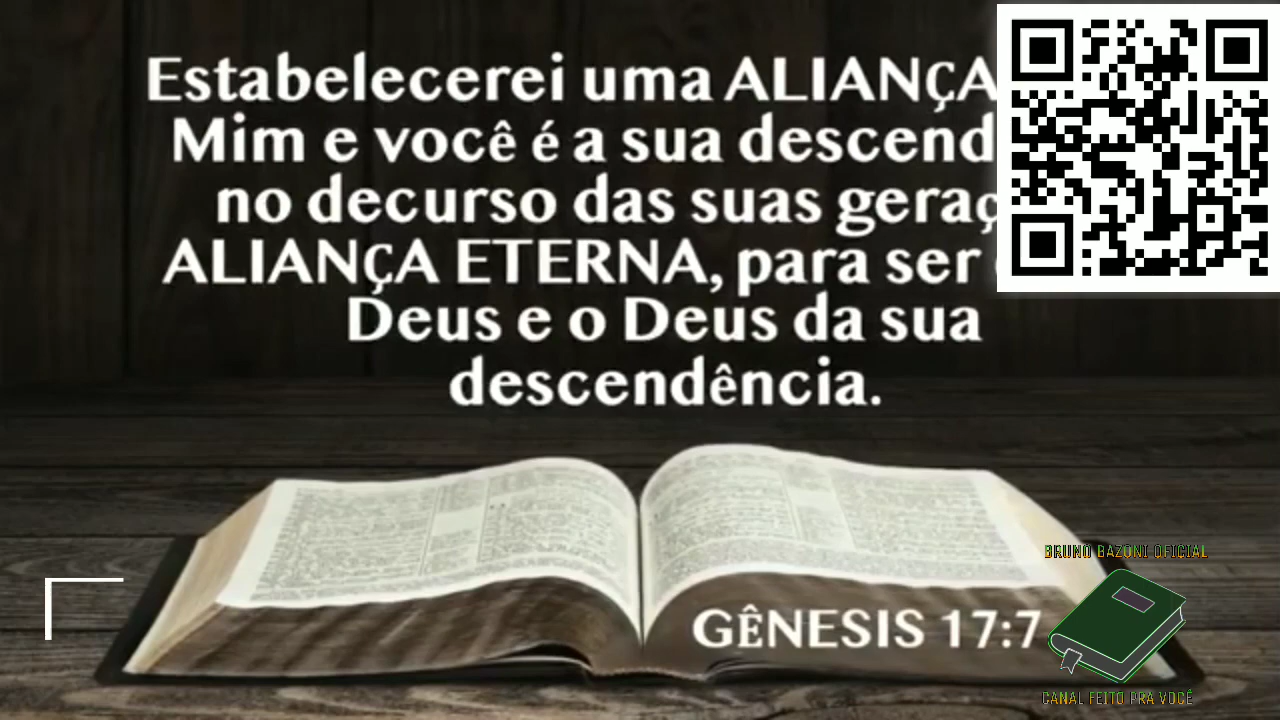 Estabelecerei uma ALIANÇA
Mim e você é a sua descend
no decurso das suas geraç
ALIANÇA ETERNA, para ser
Deus e o Deus da sua
descendência.
GÊNESIS 17:7
BRUNO BAZONI OFICIAL
CANAL FEITO PRA VOCÊ